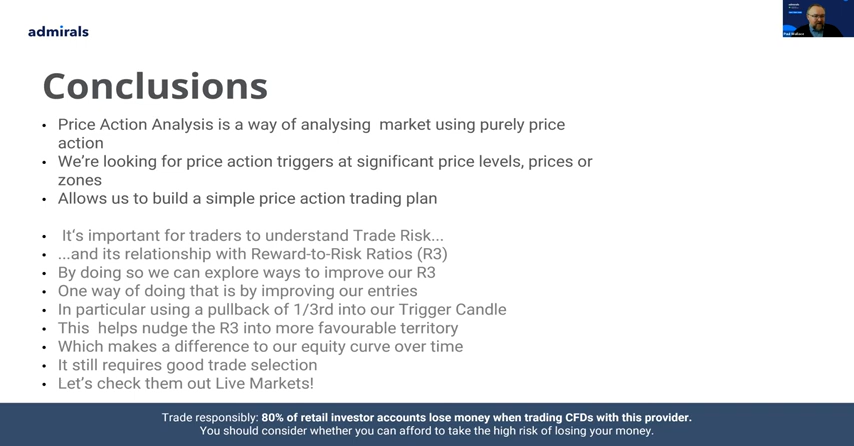 admirals
Conclusions
• Price Action Analysis is a way of analysing  market using purely price
action
• We're looking for price action triggers at significant price levels, prices or
zones
• Allows us to build a simple price action trading plan
• It's important for traders to understand Trade Risk...
• ...and its relationship with Reward-to-Risk Ratios (R3)
• By doing so we can explore ways to improve our R3
• One way of doing that is by improving our entries
• In particular using a pullback of 1/3rd into our Trigger Candle
• This  helps nudge the R3 into more favourable territory
• Which makes a difference to our equity curve over time
• It still requires good trade selection
• Let's check them out Live Markets!
Trade responsibly: 80% of retail investor accounts lose money when trading CFDs with this provider.
You should consider whether you can afford to take the high risk of losing your money.